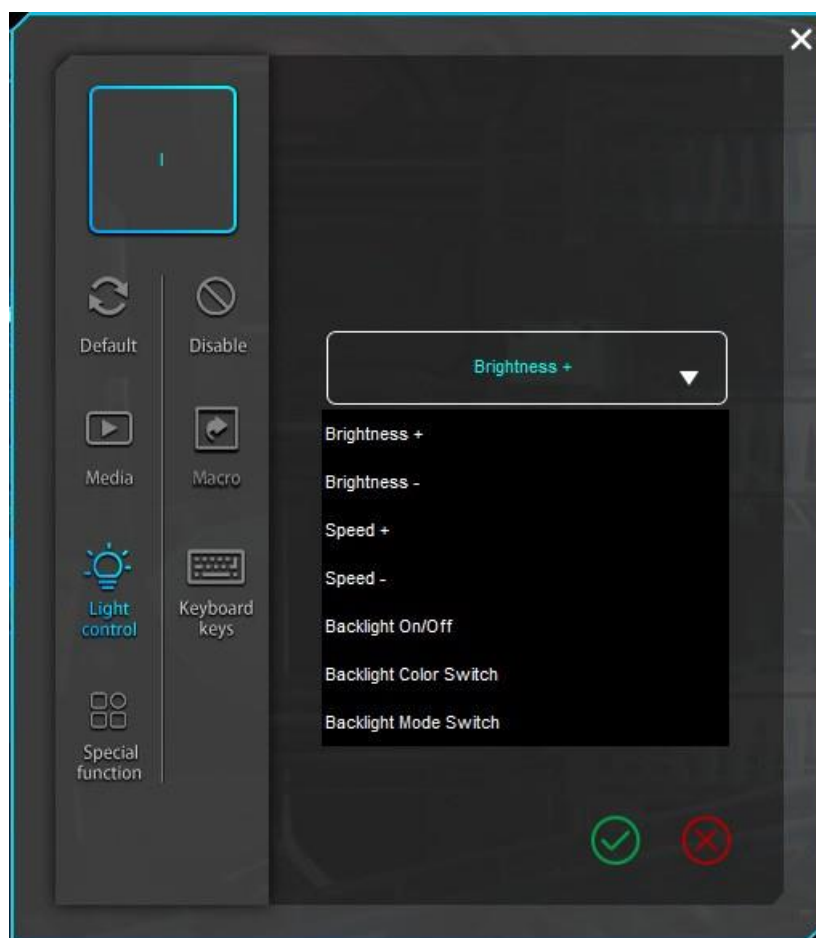 I
Default
Disable
Media
Macro
Light
control
Keyboard
keys
Special
function
Brightness +
Brightness +
Brightness -
Speed +
Speed -
Backlight On/Off
Backlight Color Switch
Backlight Mode Switch